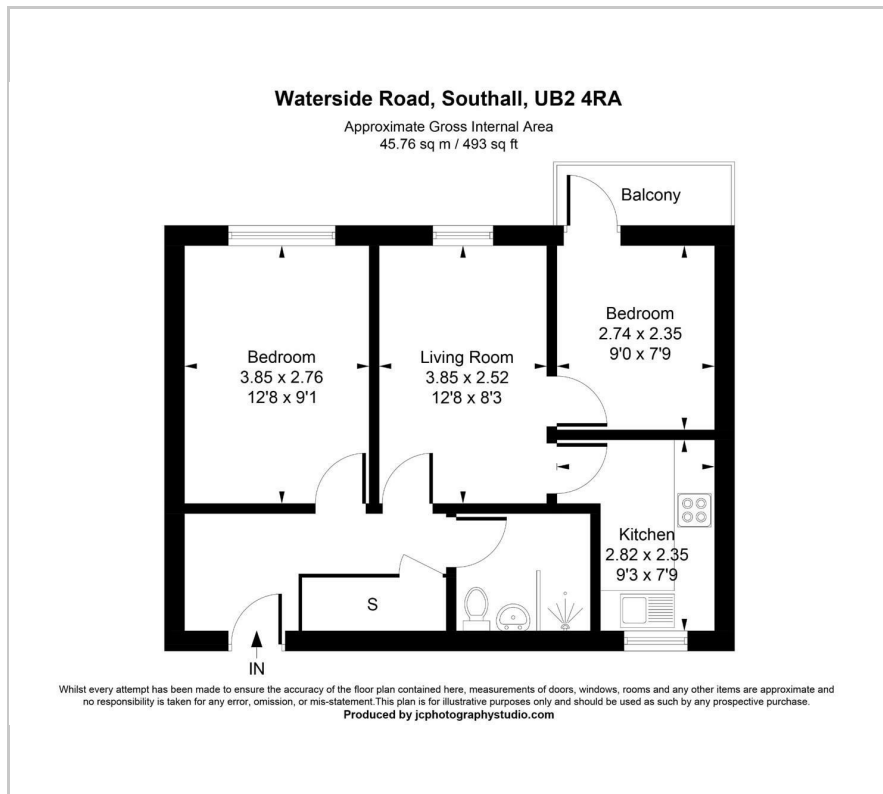 Waterside Road, Southall, UB2 4RA
Approximate Gross Internal Area
45.76 sq m / 493 sq ft
Balcony
Bedroom
3.85 x 2.76
12'8 x 9'1
Living Room
3.85 x 2.52
12'8 x 8'3
Bedroom
2.74 x 2.35
9'0 x 7'9
Kitchen
2.82 x 2.35
9'3 x 7'9
S
IN
Whilst every attempt has been made to ensure the accuracy of the floor plan contained here, measurements of doors, windows, rooms and any other items are approximate and
no responsibility is taken for any error, omission, or mis-statement.This plan is for illustrative purposes only and should be used as such by any prospective purchase.
Produced by jcphotographystudio.com